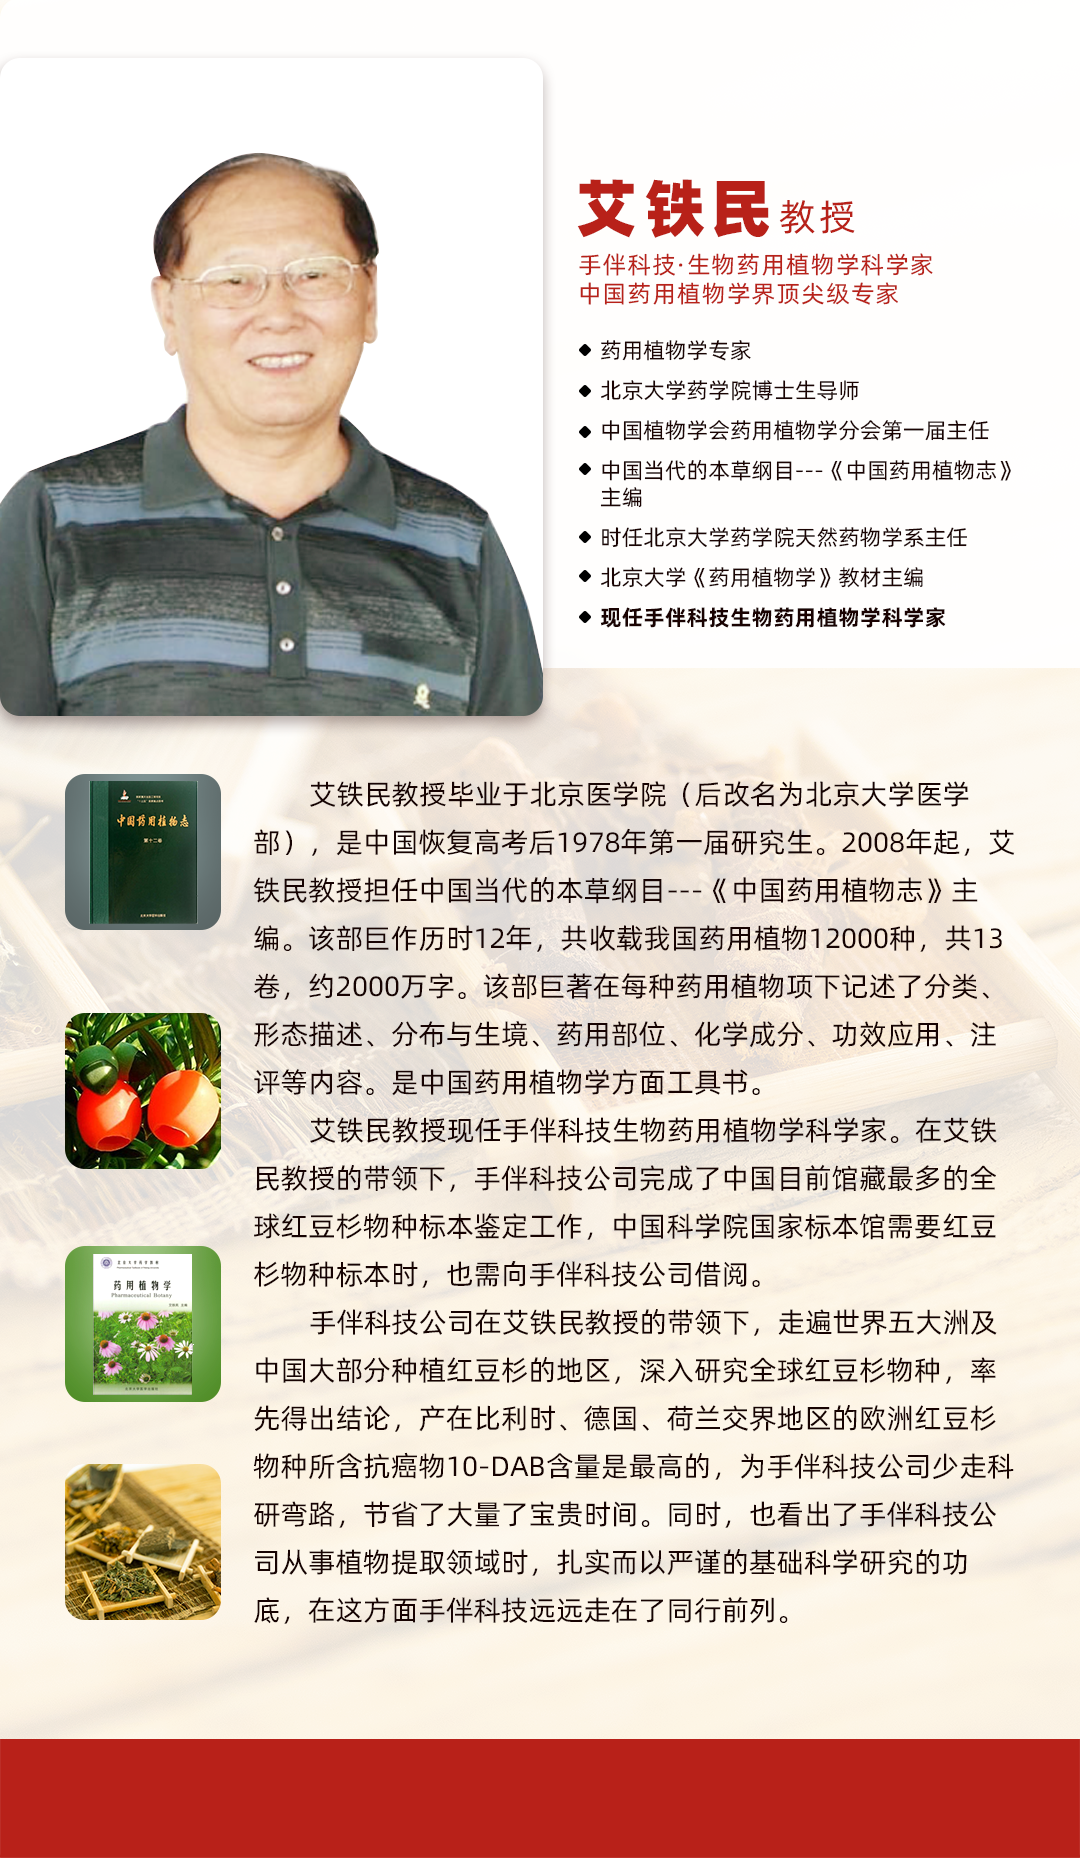 艾铁民教授
手伴科技·生物药用植物学科学家
中国药用植物学界顶尖级专家
药用植物学专家
北京大学药学院博士生导师
中国植物学会药用植物学分会第一届主任
中国当代的本草纲目---《中国药用植物志》
主编
时任北京大学药学院天然药物学系主任
北京大学《药用植物学》教材主编
现任手伴科技生物药用植物学科学家
中国药用植物志
第十二卷
北京大学医学出版社
艾铁民教授毕业于北京医学院（后改名为北京大学医学
部），是中国恢复高考后1978年第一届研究生。2008年起，艾
铁民教授担任中国当代的本草纲目---《中国药用植物志》主
编。该部巨作历时12年，共收载我国药用植物12000种，共13
卷，约2000万字。该部巨著在每种药用植物项下记述了分类、
形态描述、分布与生境、药用部位、化学成分、功效应用、注
评等内容。是中国药用植物学方面工具书。
艾铁民教授现任手伴科技生物药用植物学科学家。在艾铁
民教授的带领下，手伴科技公司完成了中国目前馆藏最多的全
球红豆杉物种标本鉴定工作，中国科学院国家标本馆需要红豆
杉物种标本时，也需向手伴科技公司借阅。
药用植物学
Pharmaceutical Botany
北京大学医学出版社
手伴科技公司在艾铁民教授的带领下，走遍世界五大洲及
中国大部分种植红豆杉的地区，深入研究全球红豆杉物种，率
先得出结论，产在比利时、德国、荷兰交界地区的欧洲红豆杉
物种所含抗癌物10-DAB含量是最高的，为手伴科技公司少走科
研弯路，节省了大量了宝贵时间。同时，也看出了手伴科技公
司从事植物提取领域时，扎实而以严谨的基础科学研究的功
底，在这方面手伴科技远远走在了同行前列。